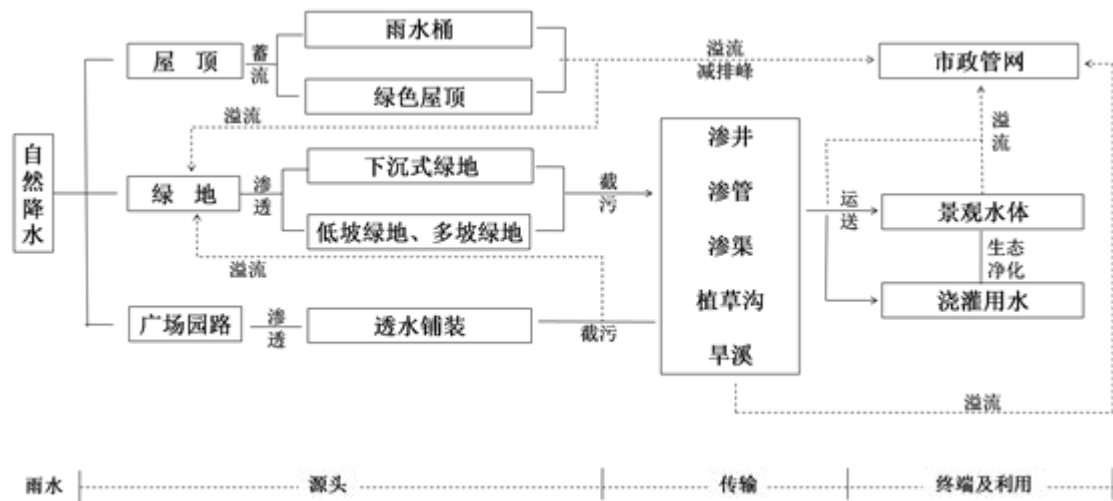 自然降水
屋 顶
蓄流
雨水桶
绿色屋顶
溢流
减排峰
市政管网
溢流
绿 地
渗透
下沉式绿地
低坡绿地、多坡绿地
截污
溢流
广场园路
渗透
透水铺装
截污
渗井
渗管
渗渠
植草沟
旱溪
运送
溢流
景观水体
生态
净化
浇灌用水
溢流
雨水
源头
传输
终端及利用